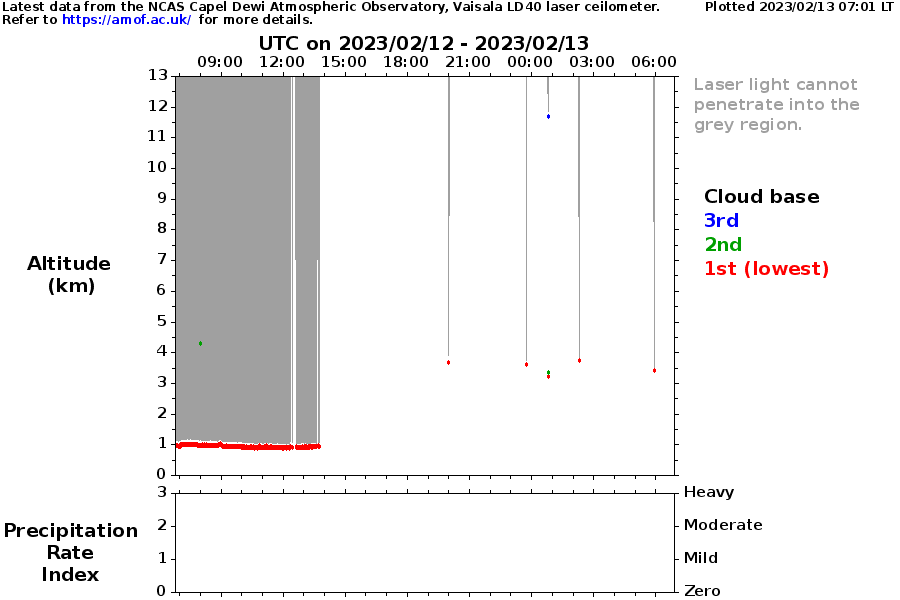 Latest data from the NCAS Capel Dewi Atmospheric Observatory, Vaisala LD40 laser ceilometer. Plotted 2023/02/13 07:01 LT
Refer to https://amof.ac.uk/ for more details.
UTC on 2023/02/12 - 2023/02/13
09:00 12:00 15:00 18:00 21:00 00:00 03:00 06:00
13
12
11
10
9
8
7
6
5
4
3
2
1
0
Altitude
(km)
Laser light cannot
penetrate into the
grey region.
Cloud base
3rd
2nd
1st (lowest)
3
2
1
0
Precipitation
Rate
Index
Heavy
Moderate
Mild
Zero